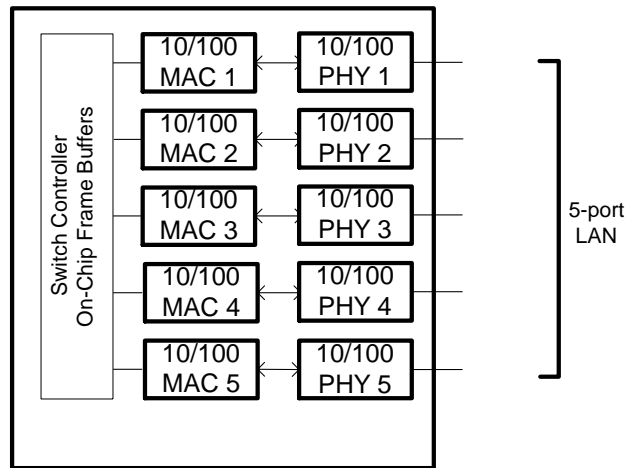 Switch Controller
On-Chip Frame Buffers
10/100
MAC 1
10/100
PHY 1
10/100
MAC 2
10/100
PHY 2
10/100
MAC 3
10/100
PHY 3
10/100
MAC 4
10/100
PHY 4
10/100
MAC 5
10/100
PHY 5
5-port
LAN